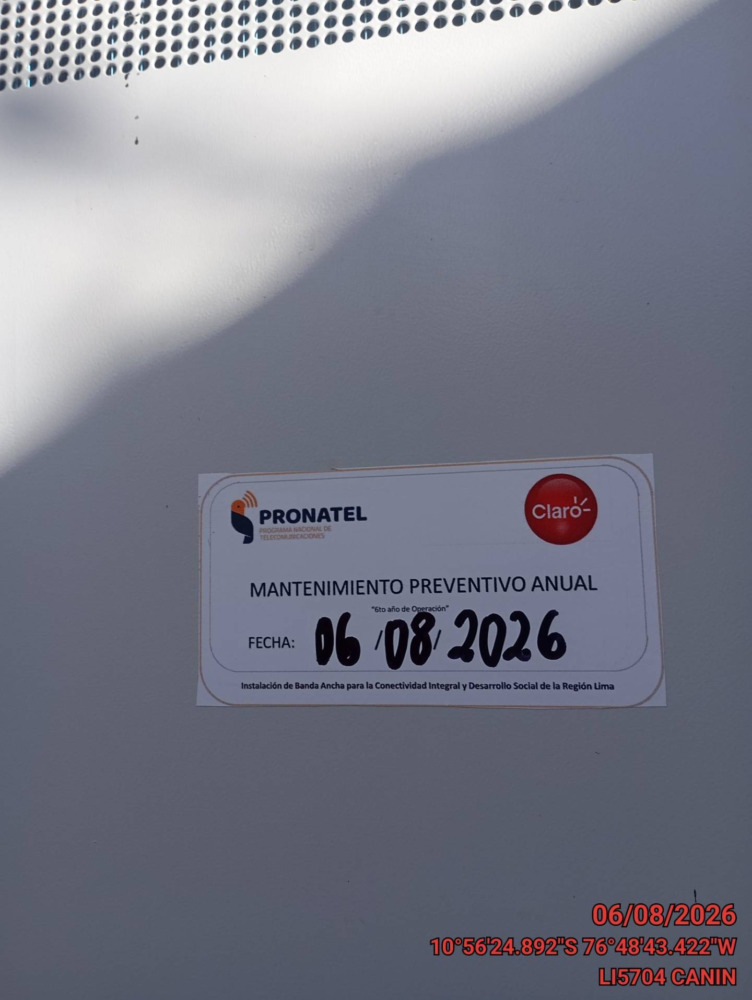 PRONATEL
PROGRAMA NACIONAL DE
TELECOMUNICACIONES
Claro-
MANTENIMIENTO PREVENTIVO ANUAL
"6to año de Operación"
FECHA: 06/08/2026
Instalación de Banda Ancha para la Conectividad Integral y Desarrollo Social de la Región Lima
06/08/2026
10°56'24.892"S 76°48'43.422"W
LI5704 CANIN